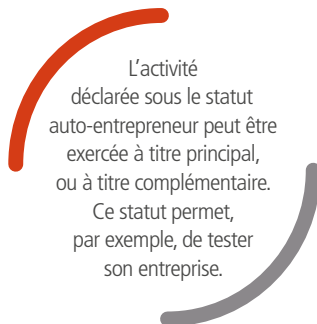 L’activité
déclarée sous le statut
auto-entrepreneur peut être
exercée à titre principal,
ou à titre complémentaire.
Ce statut permet,
par exemple, de tester
son entreprise.